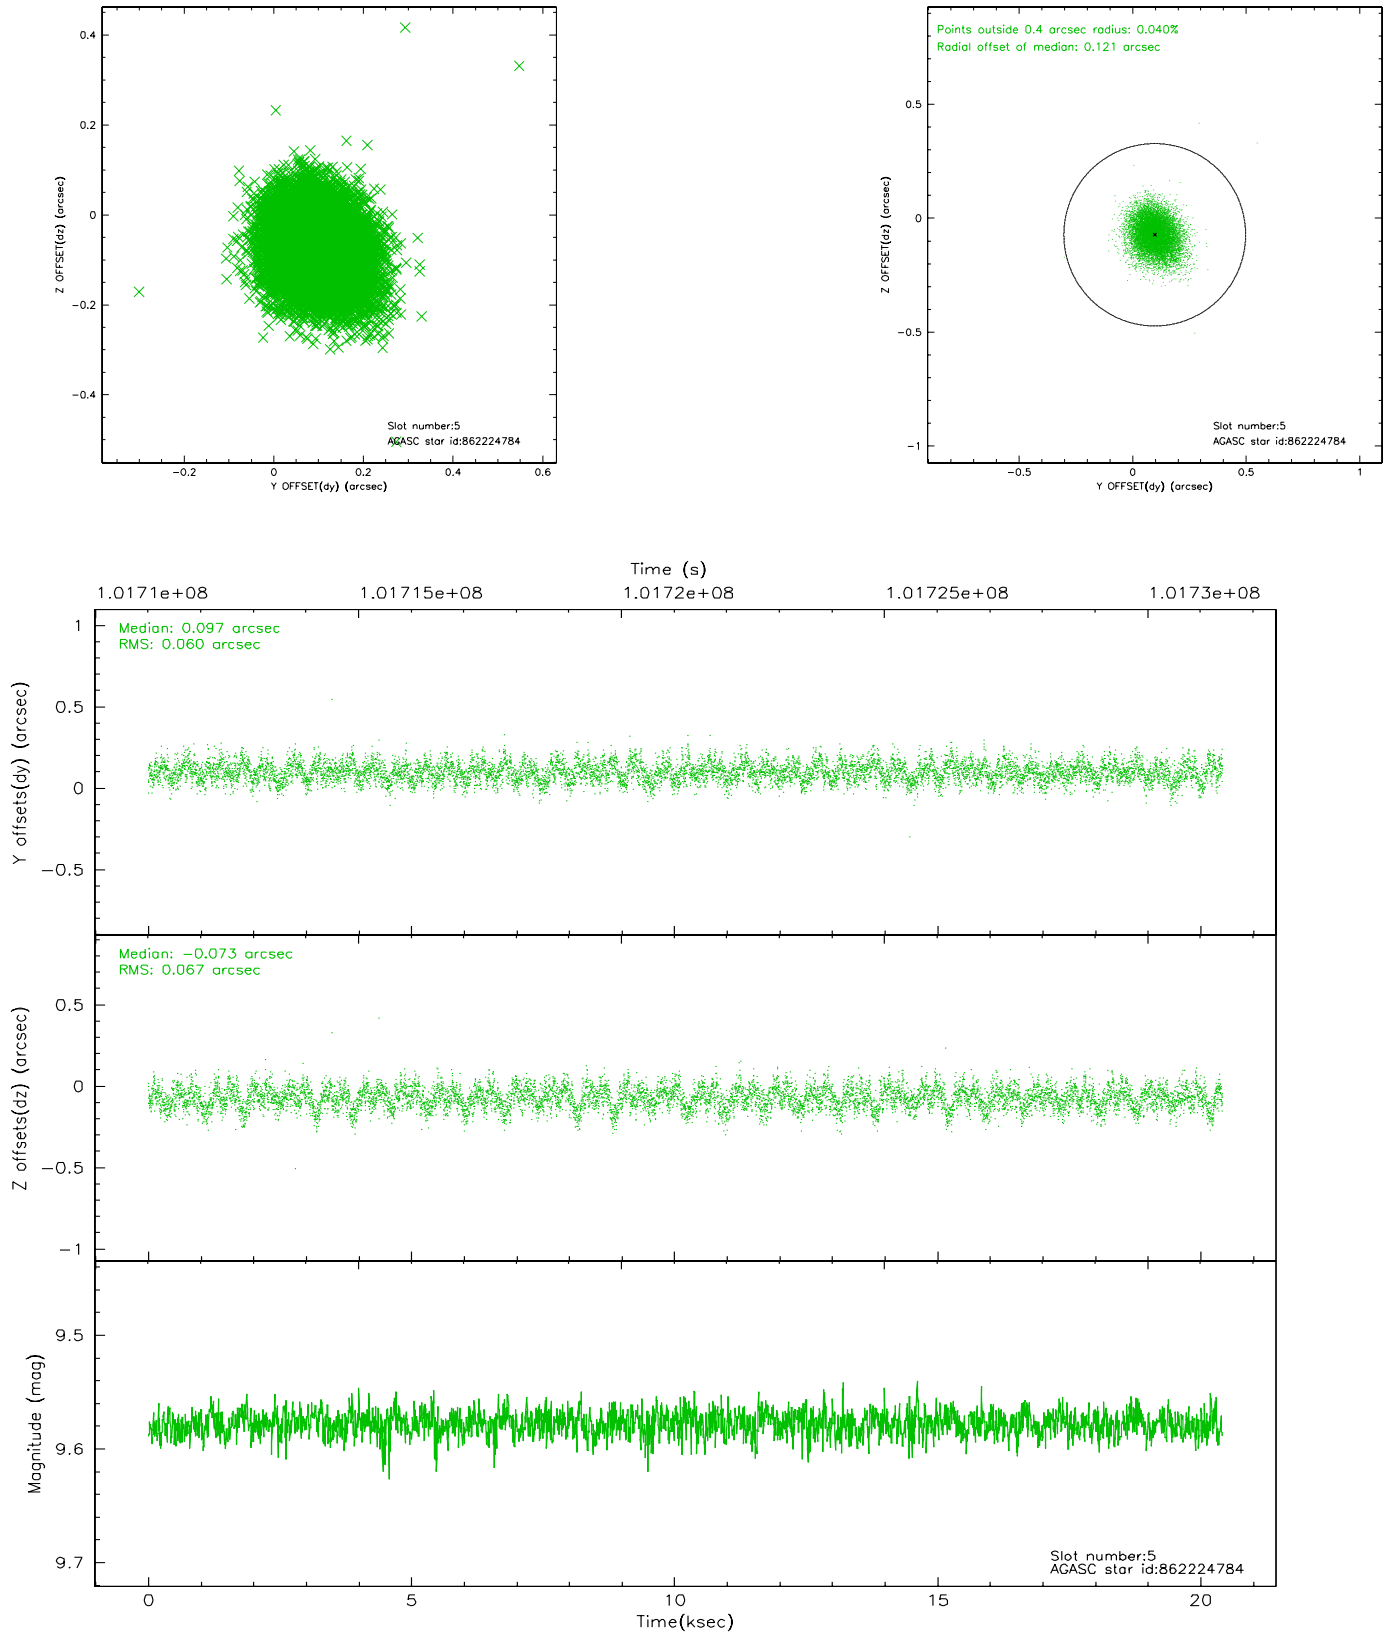 0.4
0.2
0
−0.2
−0.4
Z OFFSET(dz) (arcsec)
−0.2 0 0.2 0.4 0.6
Y OFFSET(dy) (arcsec)
Slot number:5
AGASC star id:862224784
Points outside 0.4 arcsec radius: 0.040%
Radial offset of median: 0.121 arcsec
0.5
0
−0.5
−1
Z OFFSET(dz) (arcsec)
−0.5 0 0.5 1
Y OFFSET(dy) (arcsec)
Slot number:5
AGASC star id:862224784
Time (s)
1.0171e+08 1.01715e+08 1.0172e+08 1.01725e+08 1.0173e+08
Median: 0.097 arcsec
RMS: 0.060 arcsec
1
0.5
0
−0.5
Y offsets(dy) (arcsec)
Median: −0.073 arcsec
RMS: 0.067 arcsec
0.5
0
−0.5
−1
Z offsets(dz) (arcsec)
9.5
9.6
9.7
Magnitude (mag)
Slot number:5
AGASC star id:862224784
0 5 10 15 20
Time(ksec)